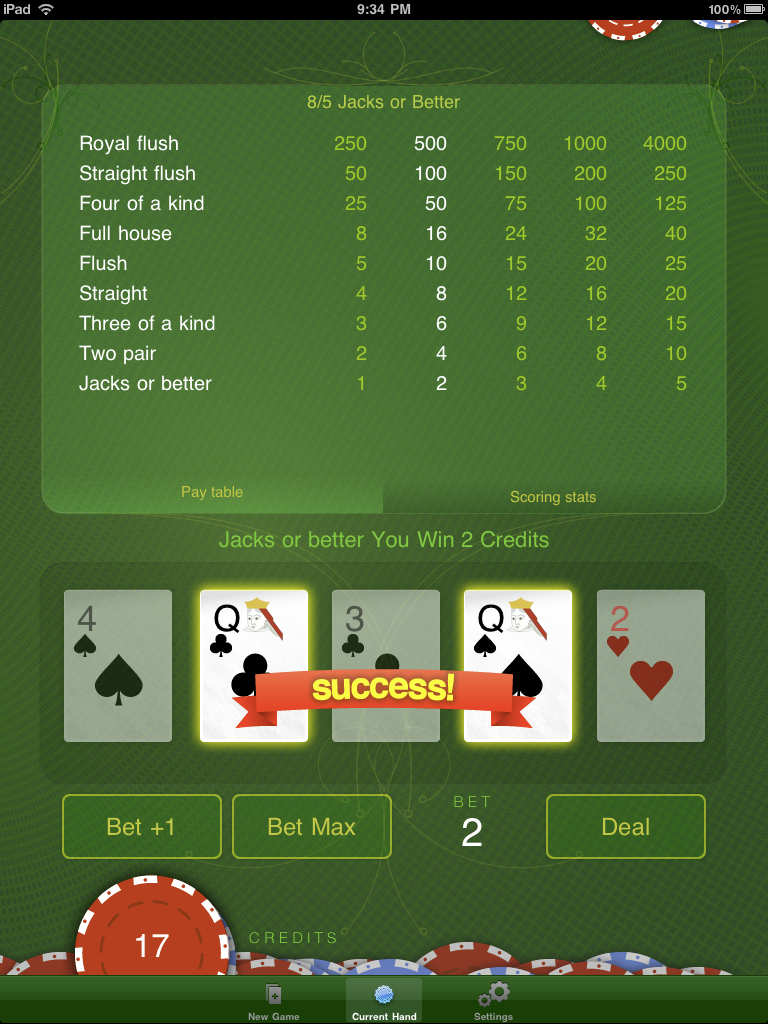 iPad 9:34 PM 100%
8/5 Jacks or Better
Royal flush 250 500 750 1000 4000
Straight flush 50 100 150 200 250
Four of a kind 25 50 75 100 125
Full house 8 16 24 32 40
Flush 5 10 15 20 25
Straight 4 8 12 16 20
Three of a kind 3 6 9 12 15
Two pair 2 4 6 8 10
Jacks or better 1 2 3 4 5
Pay table Scoring stats
Jacks or better You Win 2 Credits
4 Q 3 Q 2
success!
BET
Bet +1 Bet Max 2 Deal
17 CREDITS
New Game Current Hand Settings